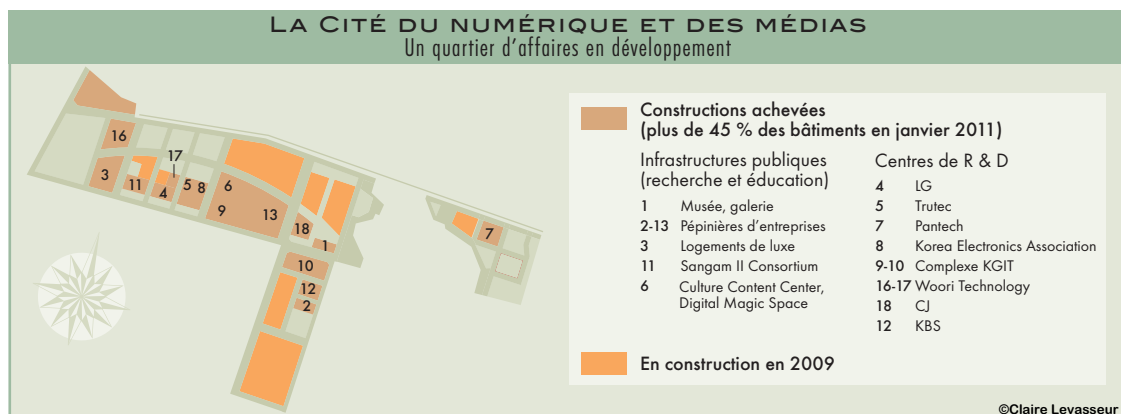 LA CITÉ DU NUMÉRIQUE ET DES MÉDIAS
Un quartier d'affaires en développement
16
17
3
11
4
5
8
6
9
13
18
1
10
12
2
7
Constructions achevées
(plus de 45 % des bâtiments en janvier 2011)
Infrastructures publiques
(recherche et éducation)
1 Musée, galerie
2-13 Pépinières d'entreprises
3 Logements de luxe
11 Sangam II Consortium
6 Culture Content Center,
Digital Magic Space
Centres de R & D
4 LG
5 Trutec
7 Pantech
8 Korea Electronics Association
9-10 Complexe KGIT
16-17 Woori Technology
18 CJ
12 KBS
En construction en 2009
©Claire Levasseur